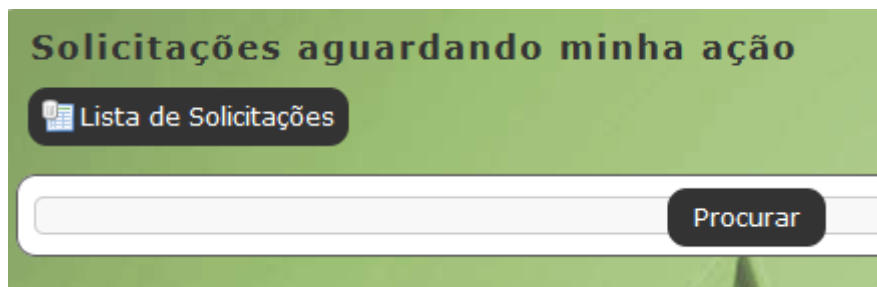 Solicitações aguardando minha ação
Lista de Solicitações
Procurar